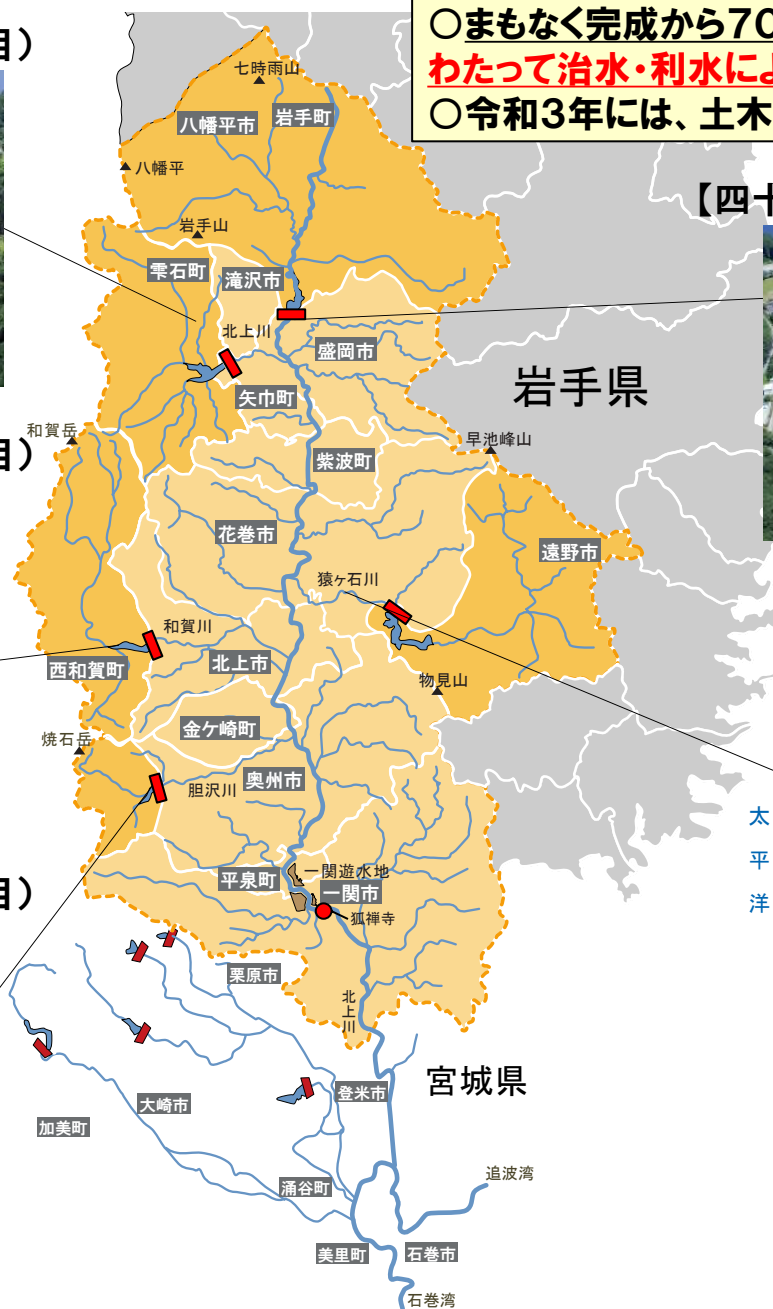 ○まもなく完成から70
わたって治水・利水によ
○令和3年には、土木
目）
七時雨山
八幡平市
岩手町
八幡平
【四十
岩手山
雫石町
滝沢市
北上川
盛岡市
岩手県
矢巾町
和賀岳
目）
早池峰山
紫波町
花巻市
遠野市
猿ヶ石川
和賀川
北上市
西和賀町
物見山
金ケ崎町
焼石岳
奥州市
胆沢川
太平洋
一関遊水地
平泉町
一関市
目）
狐禅寺
栗原市
北上川
宮城県
登米市
大崎市
加美町
追波湾
涌谷町
美里町
石巻市
石巻湾